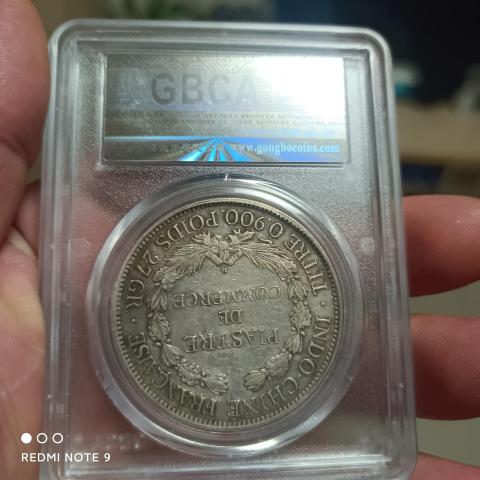 GBCA
www.gongbocoins.com
INDO-CHINE FRANÇAISE
PIASTRE
DE
COMMERCE
TITRE 0,900. POIDS 27 GR.
REDMI NOTE 9